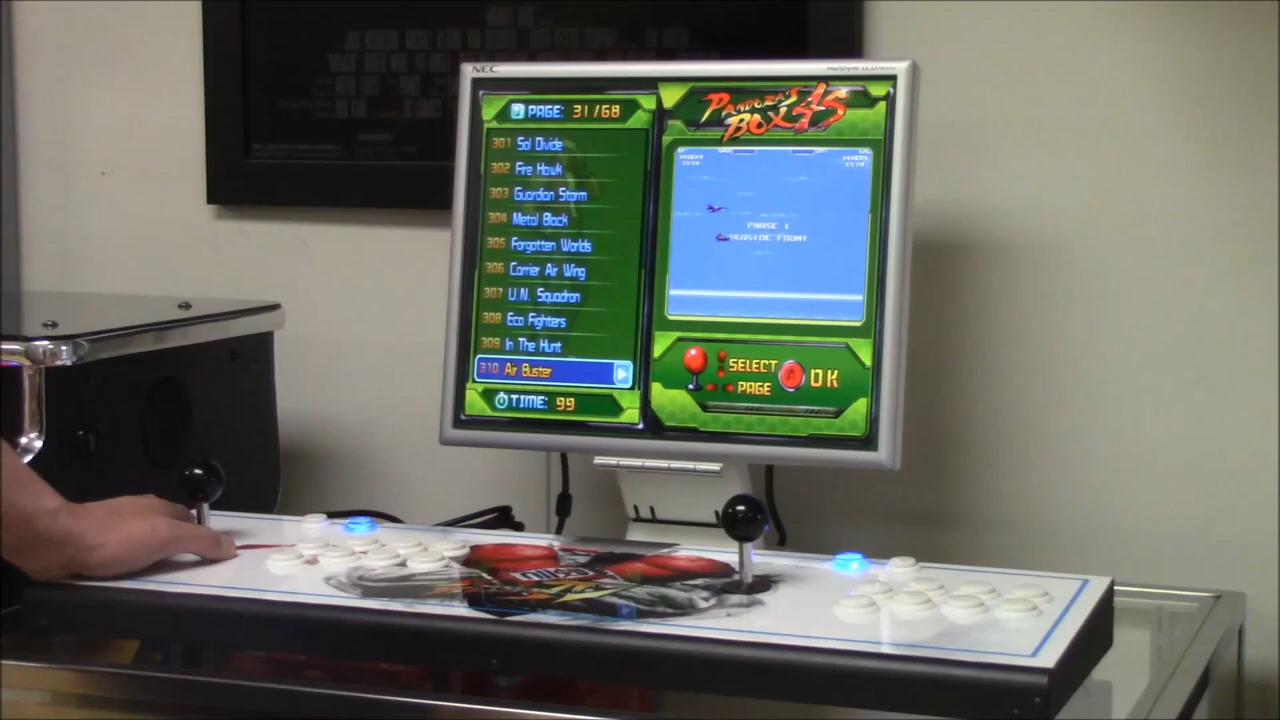 NEC
PAGE: 31/68
301 Sol Divide
302 Fire Hawk
303 Guardian Storm
304 Metal Black
305 Forgotten Worlds
306 Carrier Air Wing
307 U.N. Squadron
308 Eco Fighters
309 In The Hunt
310 Air Buster
TIME: 99
PANDORA'S
BOX 4S
PHASE 1
SEASIDE FRONT
SELECT
PAGE
A OK